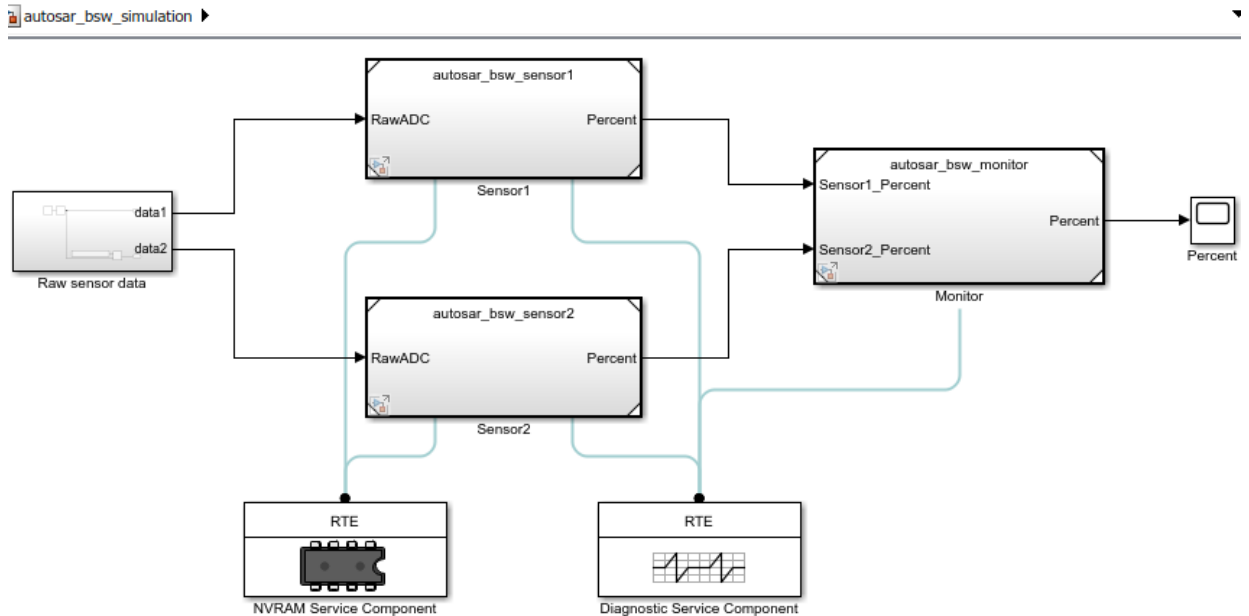 autosar_bsw_simulation
autosar_bsw_sensor1
RawADC
Percent
Sensor1
autosar_bsw_monitor
Sensor1_Percent
Sensor2_Percent
Percent
Monitor
Percent
data1
data2
Raw sensor data
autosar_bsw_sensor2
RawADC
Percent
Sensor2
RTE
NVRAM Service Component
RTE
Diagnostic Service Component